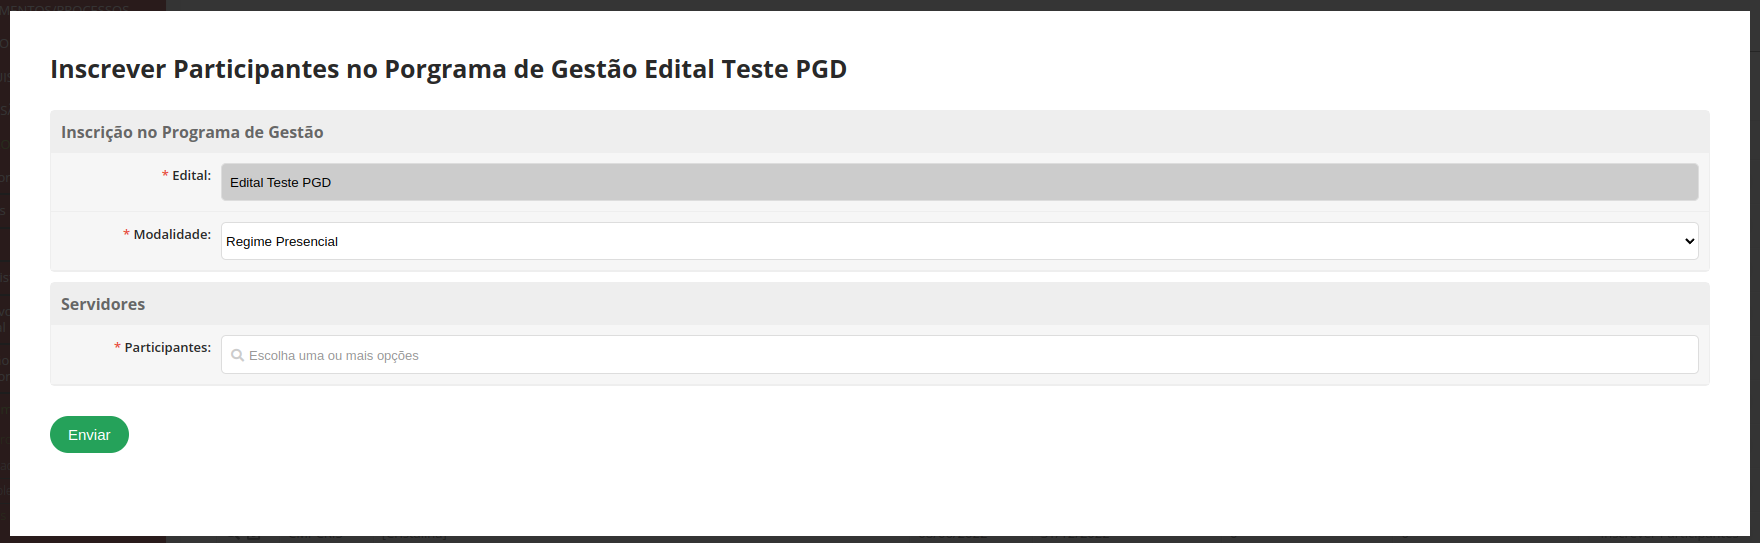 Inscrever Participantes no Porgrama de Gestão Edital Teste PGD
Inscrição no Programa de Gestão
* Edital:
Edital Teste PGD
* Modalidade:
Regime Presencial
Servidores
* Participantes:
Escolha uma ou mais opções
Enviar